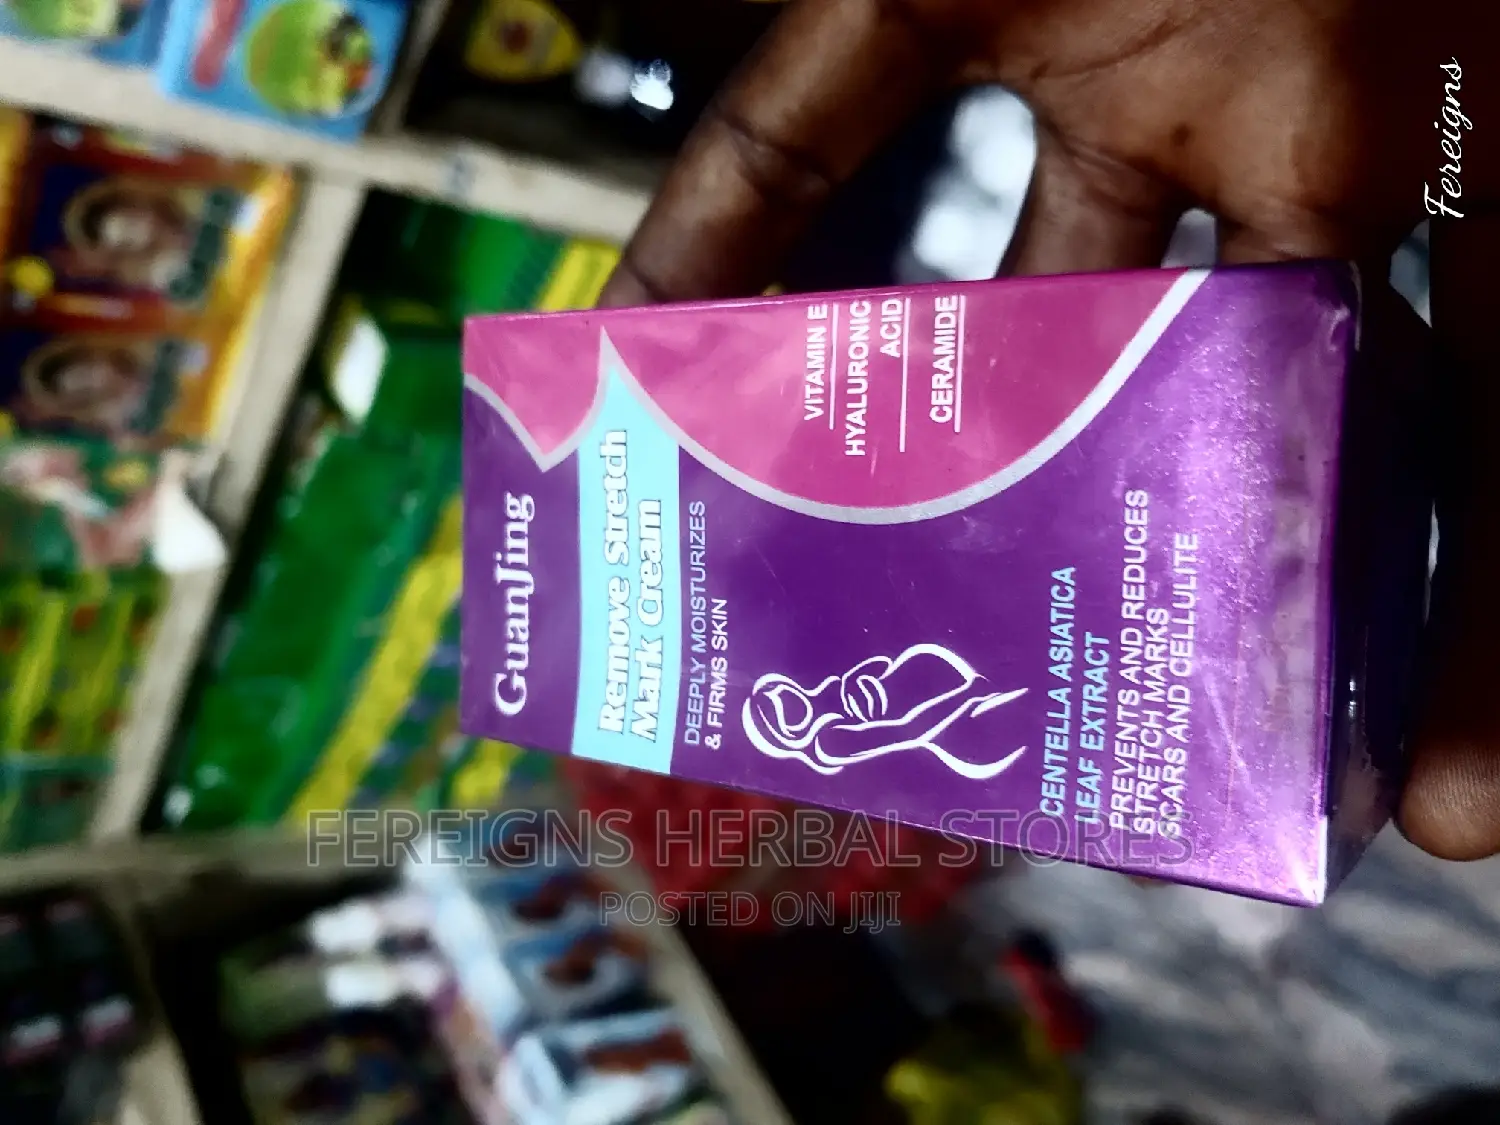 GuanJing
Remove Stretch
Mark Cream
DEEPLY MOISTURIZES
& FIRMS SKIN
VITAMIN E
HYALURONIC
ACID
CERAMIDE
CENTELLA ASIATICA
LEAF EXTRACT
PREVENTS AND REDUCES
STRETCH MARKS
SCARS AND CELLULITE
Fereigns
FEREIGNS HERBAL STORES
POSTED ON JIJI